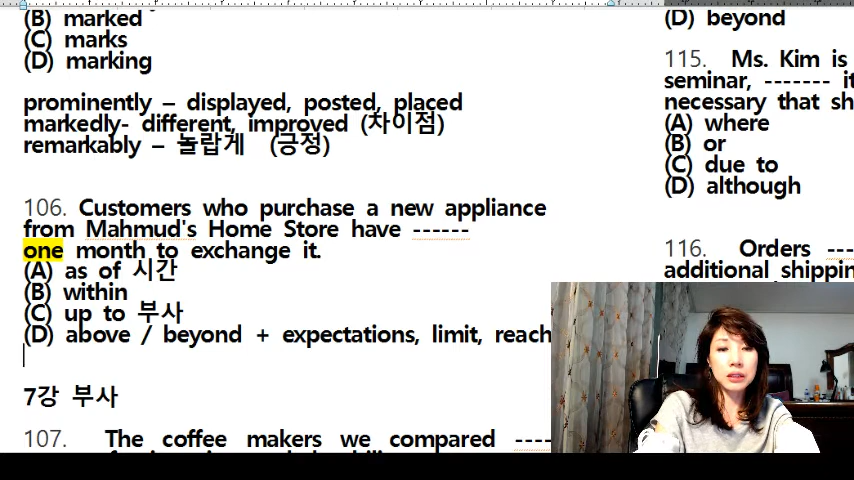 (B) marked
(C) marks
(D) marking
prominently – displayed, posted, placed
markedly- different, improved (차이점)
remarkably – 놀랍게 (긍정)
106. Customers who purchase a new appliance
from Mahmud's Home Store have ------
one month to exchange it.
(A) as of 시간
(B) within
(C) up to 부사
(D) above / beyond + expectations, limit, reach
7강 부사
107. The coffee makers we compared ----
(D) beyond
115. Ms. Kim is
seminar, ------- it
necessary that sh
(A) where
(B) or
(C) due to
(D) although
116. Orders ---
additional shippin